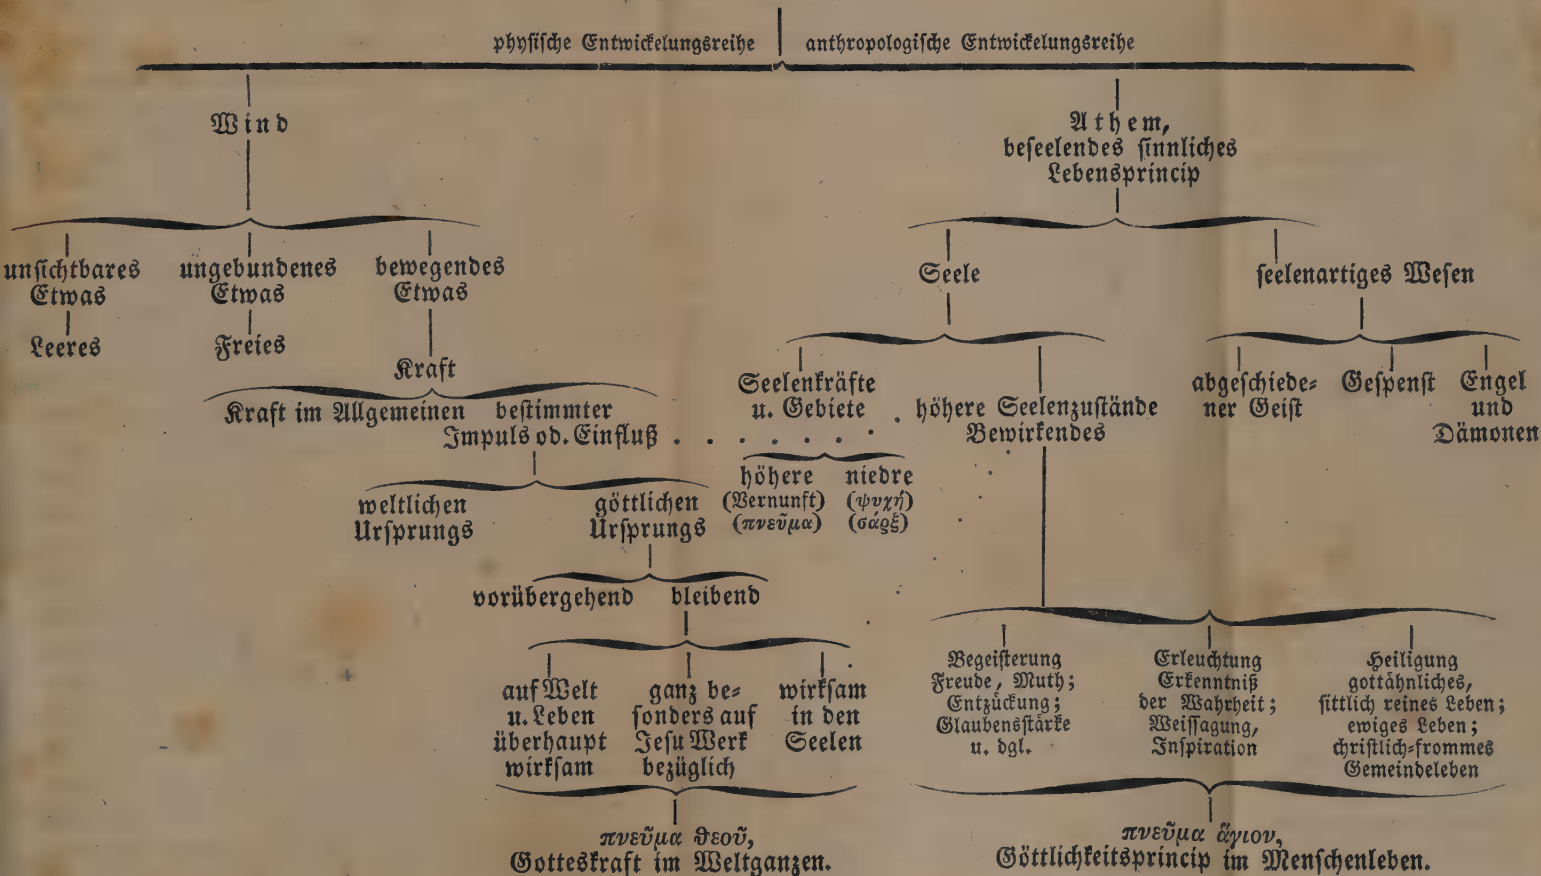 physische Entwickelungsreihe
anthropologische Entwickelungsreihe
Wind
unsichtbares
Etwas
Leeres
ungebundenes
Etwas
Freies
bewegendes
Etwas
Kraft
Kraft im Allgemeinen
bestimmter
Impuls od. Einfluß . . . . . . . .
weltlichen
Ursprungs
göttlichen
Ursprungs
vorübergehend
bleibend
auf Welt
u. Leben
überhaupt
wirksam
ganz be-
sonders auf
Jesu Werk
bezüglich
wirksam
in den
Seelen
πνεῦμα θεοῦ,
Gotteskraft im Weltganzen.
Athem,
beseelendes sinnliches
Lebensprincip
Seele
Seelenkräfte
u. Gebiete
höhere
(Vernunft)
(πνεῦμα)
niedre
(ψυχή)
(σάρξ)
höhere Seelenzustände
Bewirkendes
seelenartiges Wesen
abgeschiede-
ner Geist
Gespenst
Engel
und
Dämonen
Begeisterung
Freude, Muth;
Entzückung;
Glaubensstärke
u. dgl.
Erleuchtung
Erkenntniß
der Wahrheit;
Weissagung,
Inspiration
Heiligung
gottähnliches,
sittlich reines Leben;
ewiges Leben;
christlich-frommes
Gemeindeleben
πνεῦμα ἅγιον,
Göttlichkeitsprincip im Menschenleben.